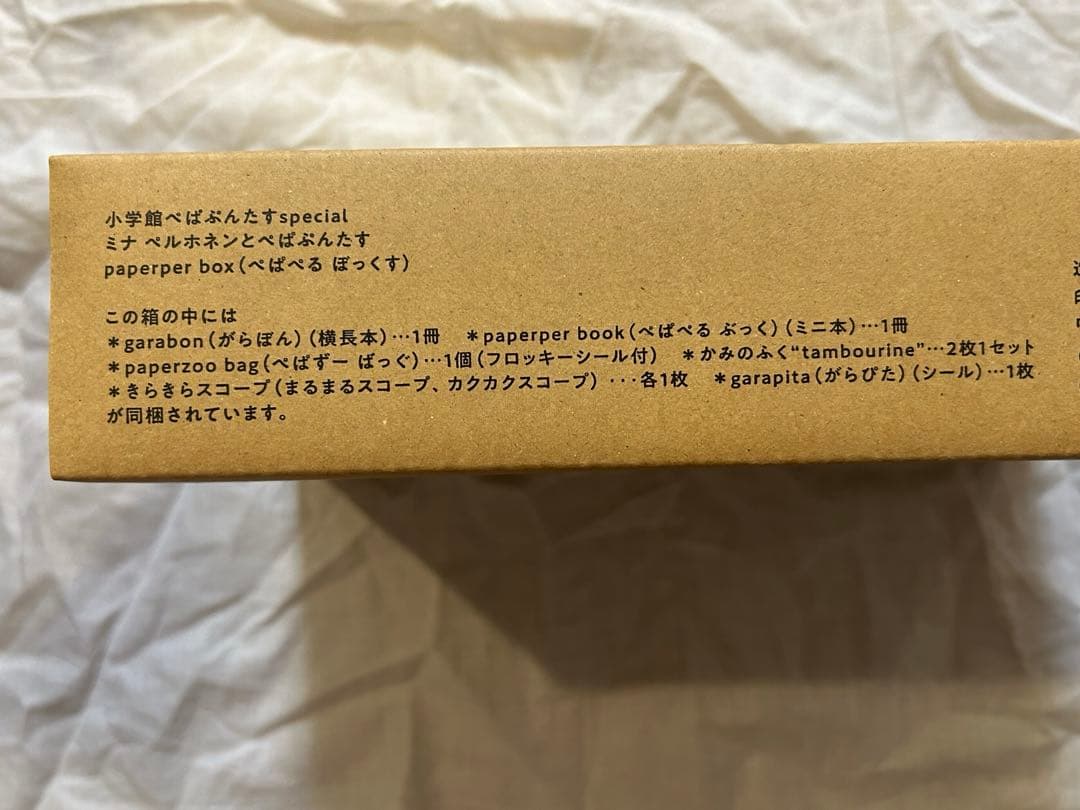 小学館ぺぱぷんたすspecial
ミナ ペルホネンとぺぱぷんたす
paperper box(ぺぱぺる ぼっくす)
この箱の中には
＊garabon(がらぼん)(横長本)…1冊　＊paperper book(ぺぱぺる ぶっく)(ミニ本)…1冊
＊paperzoo bag(ぺぱずー ばっぐ)…1個(フロッキーシール付)　＊かみのふく“tambourine”…2枚1セット
＊きらきらスコープ(まるまるスコープ、カクカクスコープ)…各1枚　＊garapita(がらぴた)(シール)…1枚
が同梱されています。